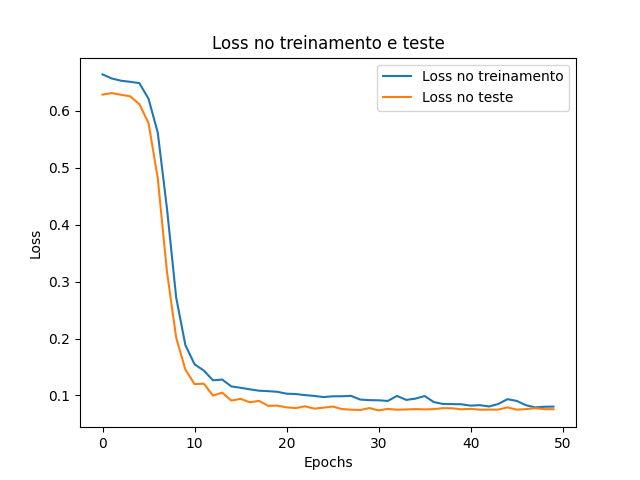 Loss no treinamento e teste
Loss no treinamento
Loss no teste
Loss
0.6
0.5
0.4
0.3
0.2
0.1
0 10 20 30 40 50
Epochs